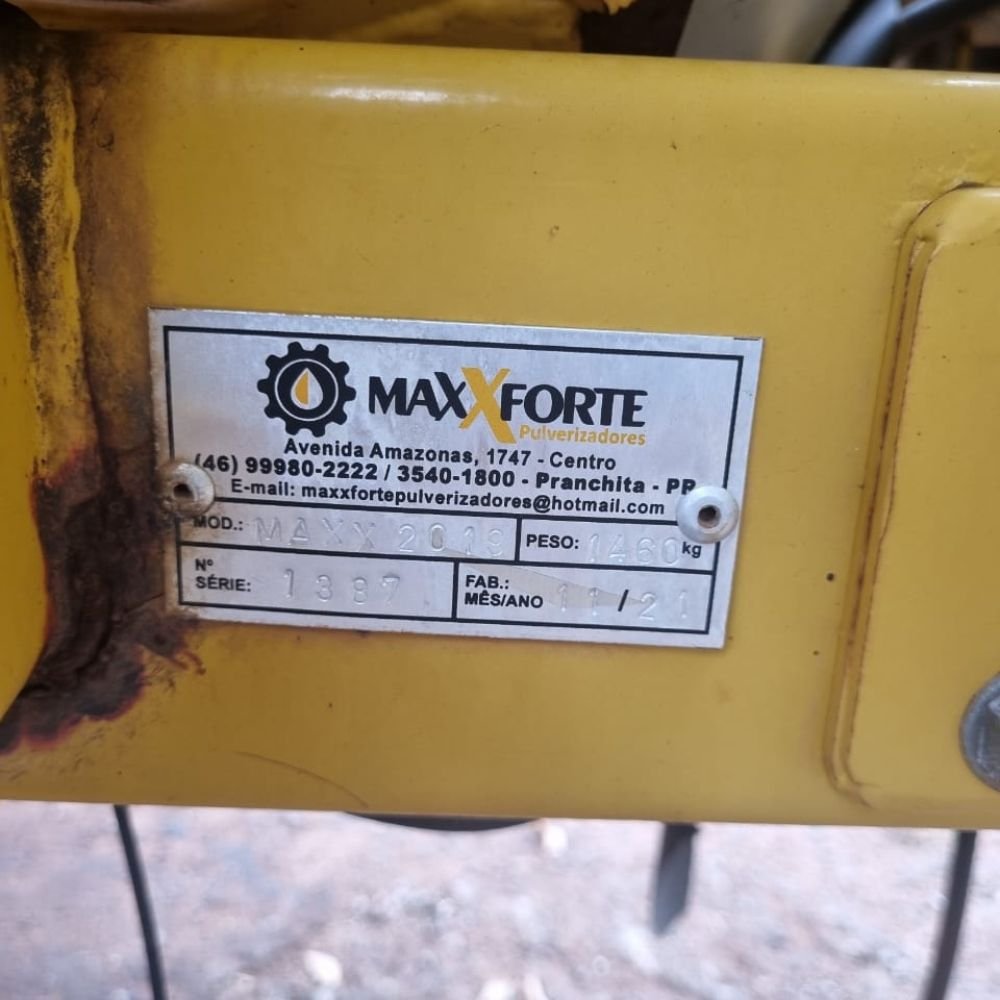 MAXXFORTE
Pulverizadores
Avenida Amazonas, 1747 - Centro
(46) 99980-2222 / 3540-1800 - Pranchita - PR
E-mail: maxxfortepulverizadores@hotmail.com
MOD.: MAXX 2019 PESO: 1460 kg
Nº
SÉRIE: 1387 FAB.:
MÊS/ANO 11 / 21